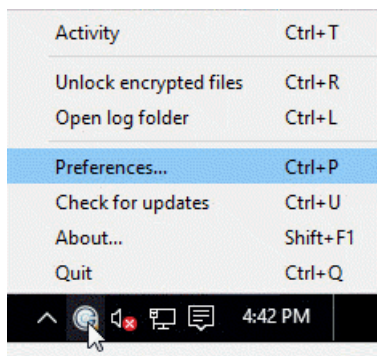 Activity Ctrl+T
Unlock encrypted files Ctrl+R
Open log folder Ctrl+L
Preferences... Ctrl+P
Check for updates Ctrl+U
About... Shift+F1
Quit Ctrl+Q
4:42 PM